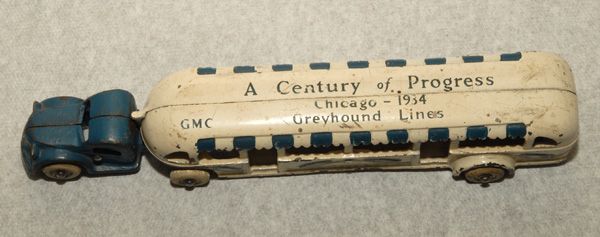 A Century of Progress
Chicago - 1934
GMC Greyhound Lines